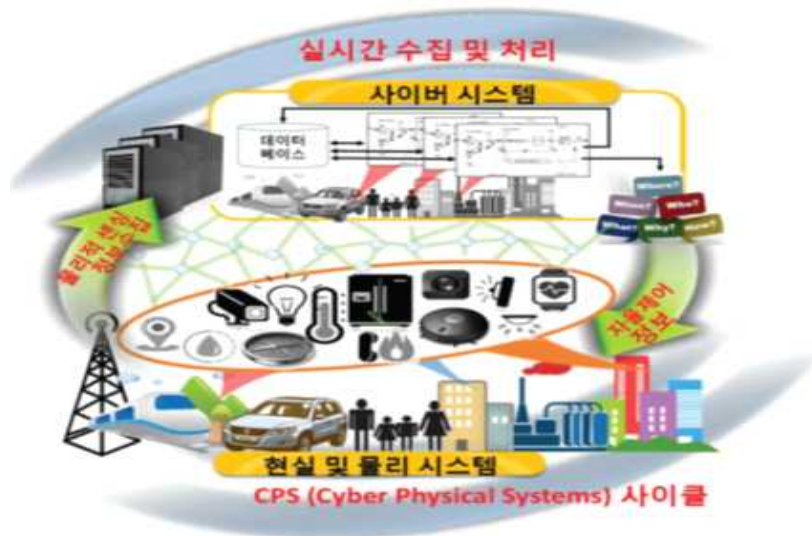 실시간 수집 및 처리
사이버 시스템
데이터
베이스
Where?
When?
Who?
What?
Why?
How?
물리적 센싱
정보수집
자율제어
정보
현실 및 물리 시스템
CPS (Cyber Physical Systems) 사이클